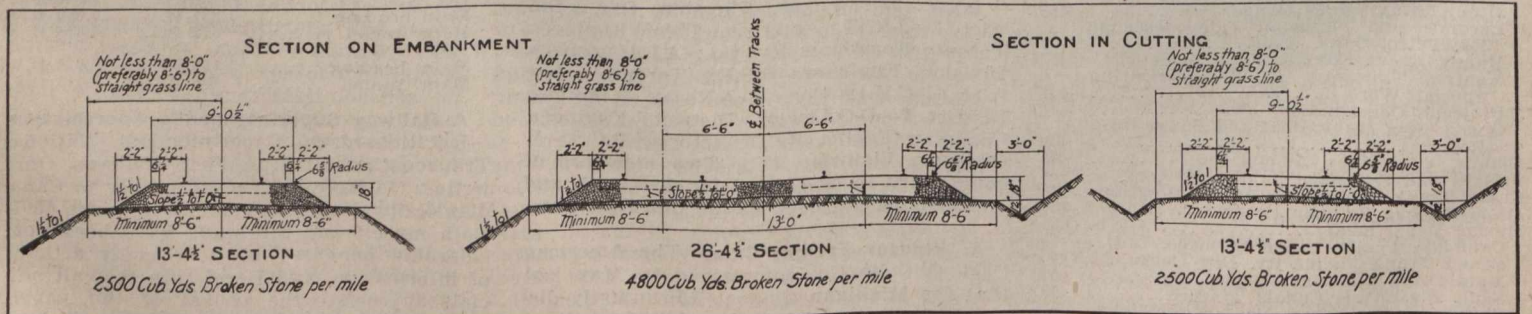 SECTION ON EMBANKMENT
SECTION IN CUTTING
Not less than 8'-0"
(preferably 8'-6") to
straight grass line
9'-0½"
2'-2"
2'-2"
2'-2"
2'-2"
6¾"
Radius
1½ to 1
1½ to 1
Slope ½" to 1'-0"
18"
Minimum 8'-6"
Minimum 8'-6"
13'-4½" SECTION
2500 Cub. Yds. Broken Stone per mile
Not less than 8'-0"
(preferably 8'-6") to
straight grass line
℄ Between Tracks
6'-6"
6'-6"
2'-2"
2'-2"
2'-2"
2'-2"
3'-0"
Radius
1½ to 1
1½ to 1
Slope ½" to 1'-0"
18"
Minimum 8'-6"
13'-0"
Minimum 8'-6"
26'-4½" SECTION
4800 Cub. Yds. Broken Stone per mile
Not less than 8'-0"
(preferably 8'-6") to
straight grass line
9'-0½"
2'-2"
2'-2"
2'-2"
2'-2"
3'-0"
Radius
1½ to 1
Slope ½" to 1'-0"
18"
Minimum 8'-6"
Minimum 8'-6"
13'-4½" SECTION
2500 Cub. Yds. Broken Stone per mile